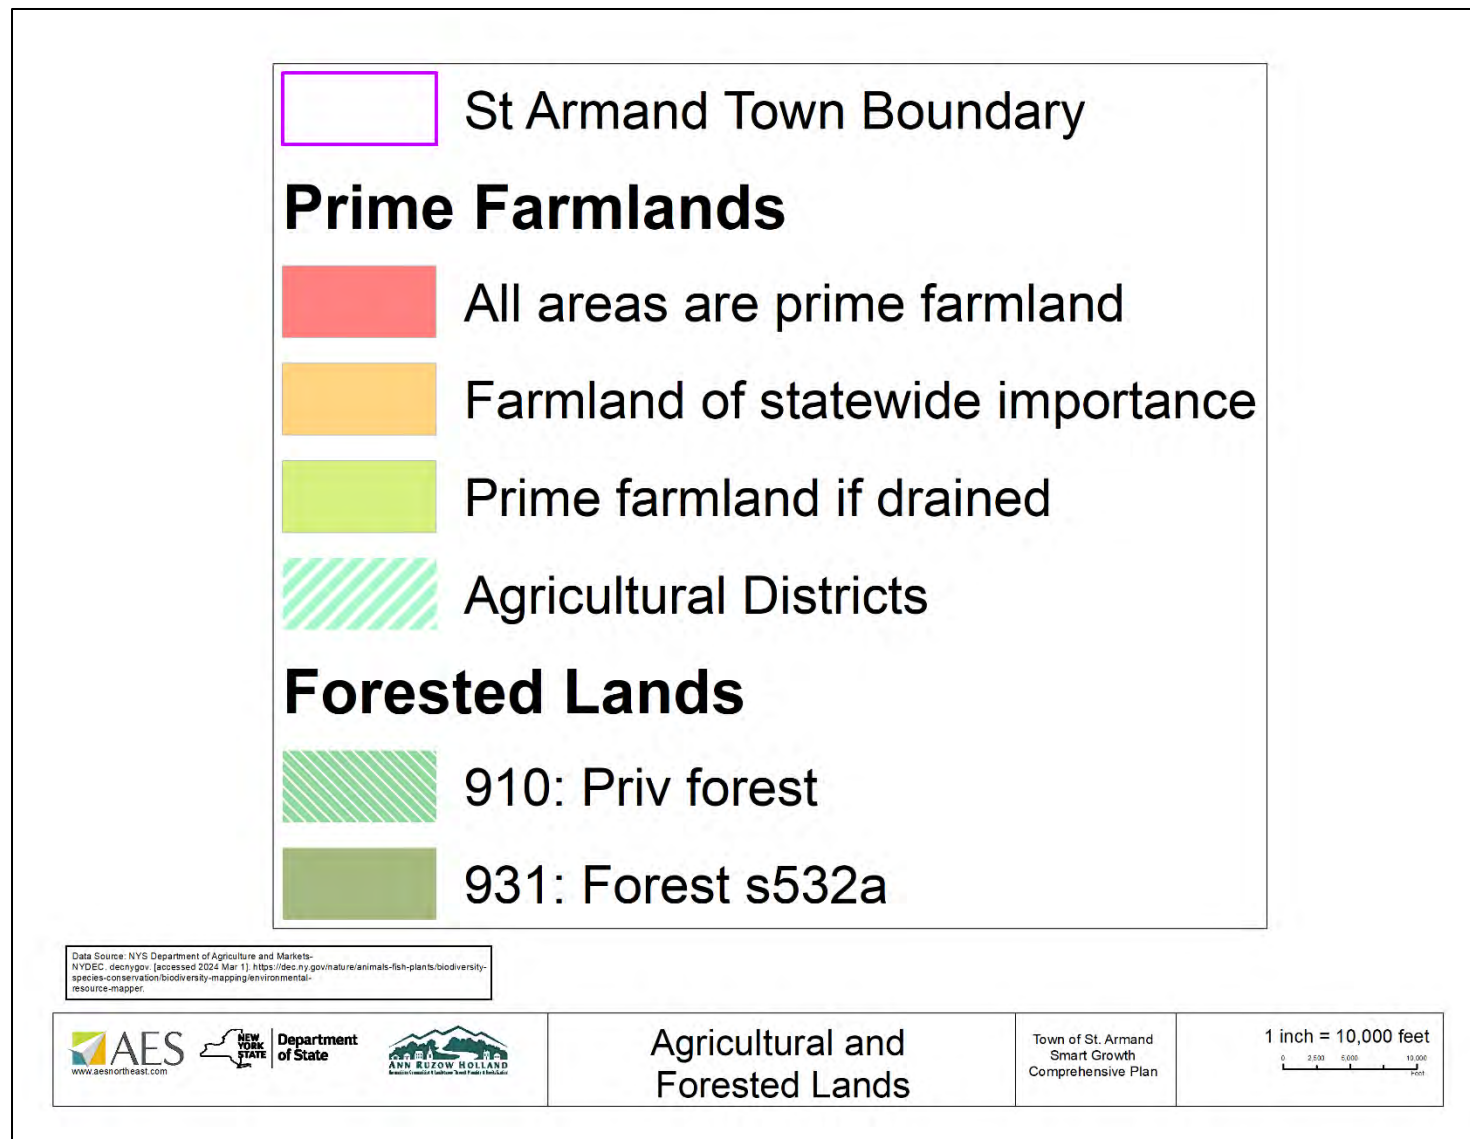 St Armand Town Boundary
Prime Farmlands
All areas are prime farmland
Farmland of statewide importance
Prime farmland if drained
Agricultural Districts
Forested Lands
910: Priv forest
931: Forest s532a
Data Source: NYS Department of Agriculture and Markets-
NYDEC. decnygov. [accessed 2024 Mar 1]. https://dec.ny.gov/nature/animals-fish-plants/biodiversity-
species-conservation/biodiversity-mapping/environmental-
resource-mapper.
AES
www.aesnortheast.com
NEW
YORK
STATE
Department
of State
ANN RUZOW HOLLAND
Agricultural and
Forested Lands
Town of St. Armand
Smart Growth
Comprehensive Plan
1 inch = 10,000 feet
0 2,500 5,000 10,000
Feet